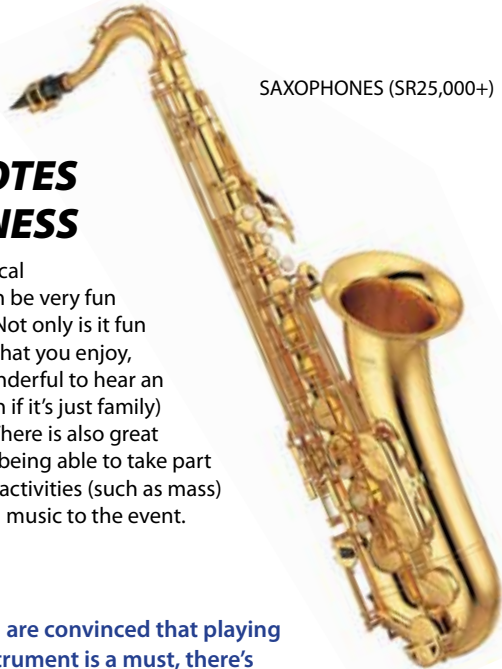 SAXOPHONES (SR25,000+)
OTES
NESS
cal
n be very fun
Not only is it fun
hat you enjoy,
nderful to hear an
n if it's just family)
There is also great
being able to take part
activities (such as mass)
music to the event.
are convinced that playing
trument is a must, there's